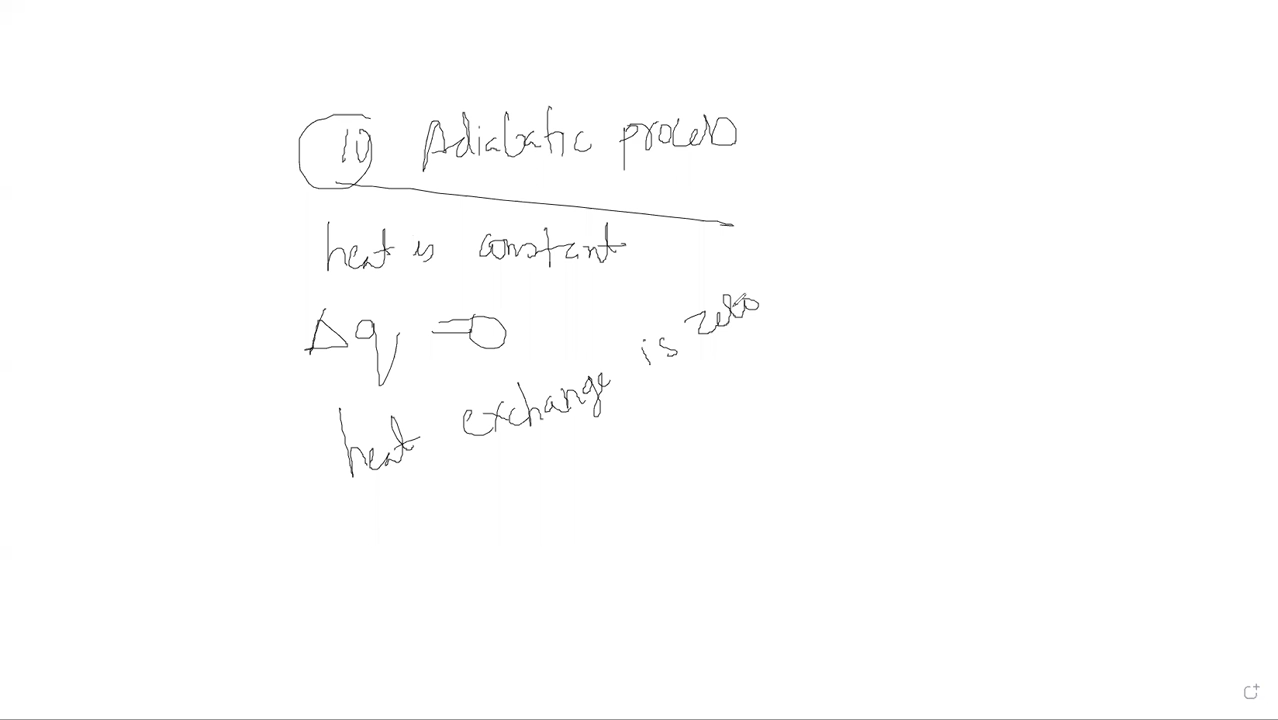 10 Adiabatic process
heat is constant
Δq = 0
heat exchange is zero